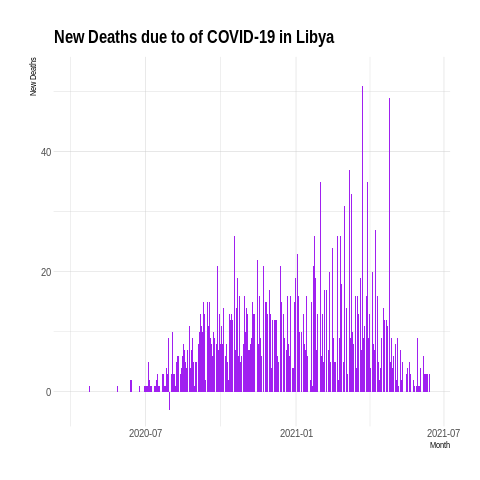 New Deaths due to of COVID-19 in Libya
New Deaths
40
20
0
2020-07
2021-01
2021-07
Month